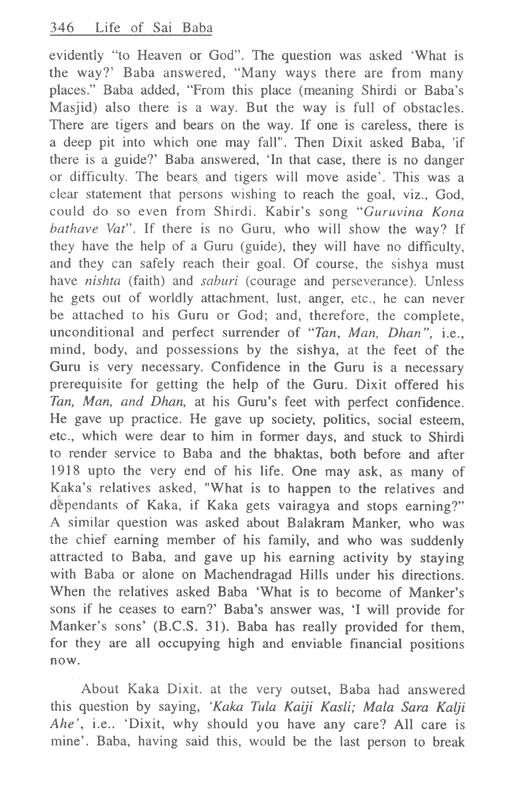 346 Life of Sai Baba
evidently "to Heaven or God". The question was asked 'What is
the way?' Baba answered, "Many ways there are from many
places." Baba added, "From this place (meaning Shirdi or Baba's
Masjid) also there is a way. But the way is full of obstacles.
There are tigers and bears on the way. If one is careless, there is
a deep pit into which one may fall". Then Dixit asked Baba, 'if
there is a guide?' Baba answered, 'In that case, there is no danger
or difficulty. The bears and tigers will move aside'. This was a
clear statement that persons wishing to reach the goal, viz., God,
could do so even from Shirdi. Kabir's song "Guruvina Kona
bathave Vat". If there is no Guru, who will show the way? If
they have the help of a Guru (guide), they will have no difficulty,
and they can safely reach their goal. Of course, the sishya must
have nishta (faith) and saburi (courage and perseverance). Unless
he gets out of worldly attachment, lust, anger, etc., he can never
be attached to his Guru or God; and, therefore, the complete,
unconditional and perfect surrender of "Tan, Man, Dhan", i.e.,
mind, body, and possessions by the sishya, at the feet of the
Guru is very necessary. Confidence in the Guru is a necessary
prerequisite for getting the help of the Guru. Dixit offered his
Tan, Man, and Dhan, at his Guru's feet with perfect confidence.
He gave up practice. He gave up society, politics, social esteem,
etc., which were dear to him in former days, and stuck to Shirdi
to render service to Baba and the bhaktas, both before and after
1918 upto the very end of his life. One may ask, as many of
Kaka's relatives asked, "What is to happen to the relatives and
dependants of Kaka, if Kaka gets vairagya and stops earning?"
A similar question was asked about Balakram Manker, who was
the chief earning member of his family, and who was suddenly
attracted to Baba, and gave up his earning activity by staying
with Baba or alone on Machendragad Hills under his directions.
When the relatives asked Baba 'What is to become of Manker's
sons if he ceases to earn?' Baba's answer was, 'I will provide for
Manker's sons' (B.C.S. 31). Baba has really provided for them,
for they are all occupying high and enviable financial positions
now.
About Kaka Dixit. at the very outset, Baba had answered
this question by saying, 'Kaka Tula Kaiji Kasli; Mala Sara Kalji
Ahe', i.e.. 'Dixit, why should you have any care? All care is
mine'. Baba, having said this, would be the last person to break